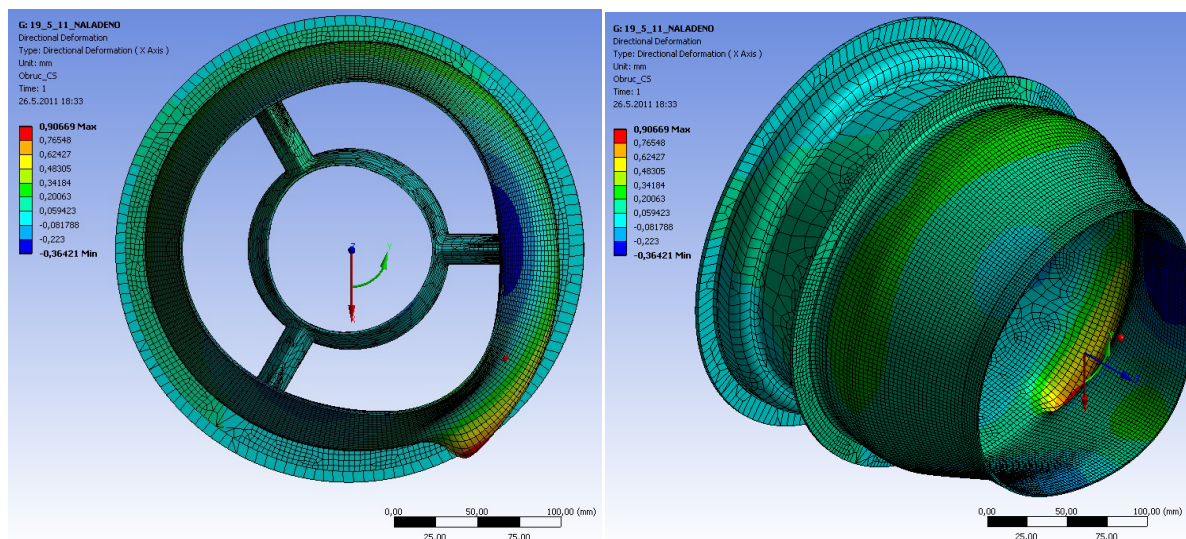 G: 19_5_11_NALADENO
Directional Deformation
Type: Directional Deformation ( X Axis )
Unit: mm
Obruc_C5
Time: 1
26.5.2011 18:33
0,90669 Max
0,76548
0,62427
0,48305
0,34184
0,20063
0,059423
-0,081788
-0,223
-0,36421 Min
0,00 50,00 100,00 (mm)
25,00 75,00
G: 19_5_11_NALADENO
Directional Deformation
Type: Directional Deformation ( X Axis )
Unit: mm
Obruc_C5
Time: 1
26.5.2011 18:33
0,90669 Max
0,76548
0,62427
0,48305
0,34184
0,20063
0,059423
-0,081788
-0,223
-0,36421 Min
0,00 50,00 100,00 (mm)
25,00 75,00